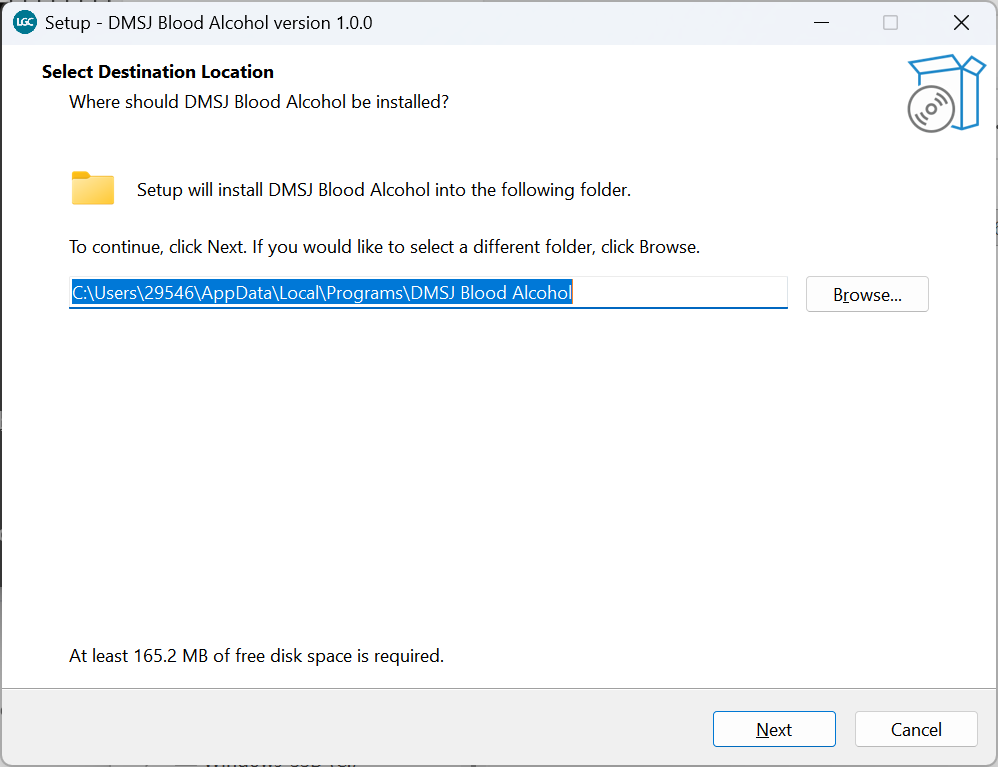 LGC Setup - DMSJ Blood Alcohol version 1.0.0
Select Destination Location
Where should DMSJ Blood Alcohol be installed?
Setup will install DMSJ Blood Alcohol into the following folder.
To continue, click Next. If you would like to select a different folder, click Browse.
C:\Users\29546\AppData\Local\Programs\DMSJ Blood Alcohol
Browse...
At least 165.2 MB of free disk space is required.
Next
Cancel